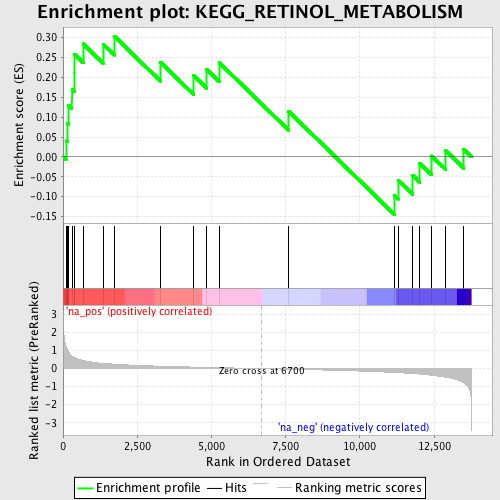 Enrichment plot: KEGG_RETINOL_METABOLISM
Enrichment score (ES)
0.30
0.25
0.20
0.15
0.10
0.05
0.00
-0.05
-0.10
-0.15
'na_pos' (positively correlated)
Ranked list metric (PreRanked)
3
2
1
0
-1
-2
-3
Zero cross at 6700
'na_neg' (negatively correlated)
0 2,500 5,000 7,500 10,000 12,500
Rank in Ordered Dataset
Enrichment profile Hits Ranking metric scores